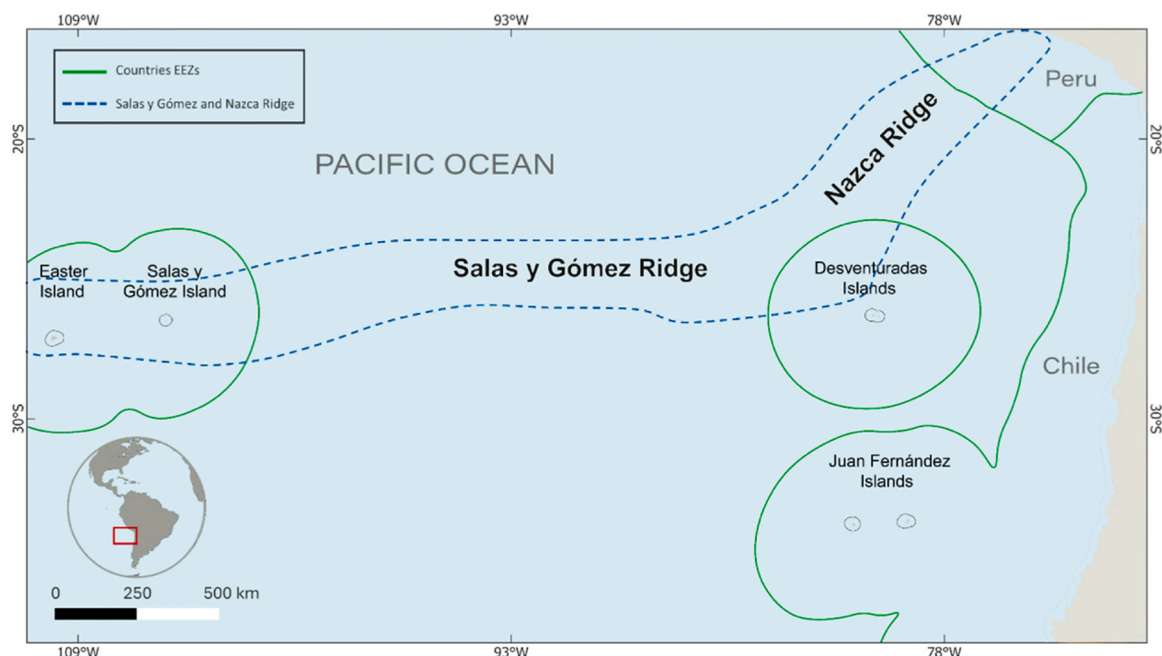 109°W
93°W
78°W
Countries EEZs
Salas y Gómez and Nazca Ridge
Peru
20°S
20°S
PACIFIC OCEAN
Nazca Ridge
Easter
Island
Salas y
Gómez Island
Salas y Gómez Ridge
Desventuradas
Islands
Chile
30°S
30°S
Juan Fernández
Islands
0
250
500 km
109°W
93°W
78°W